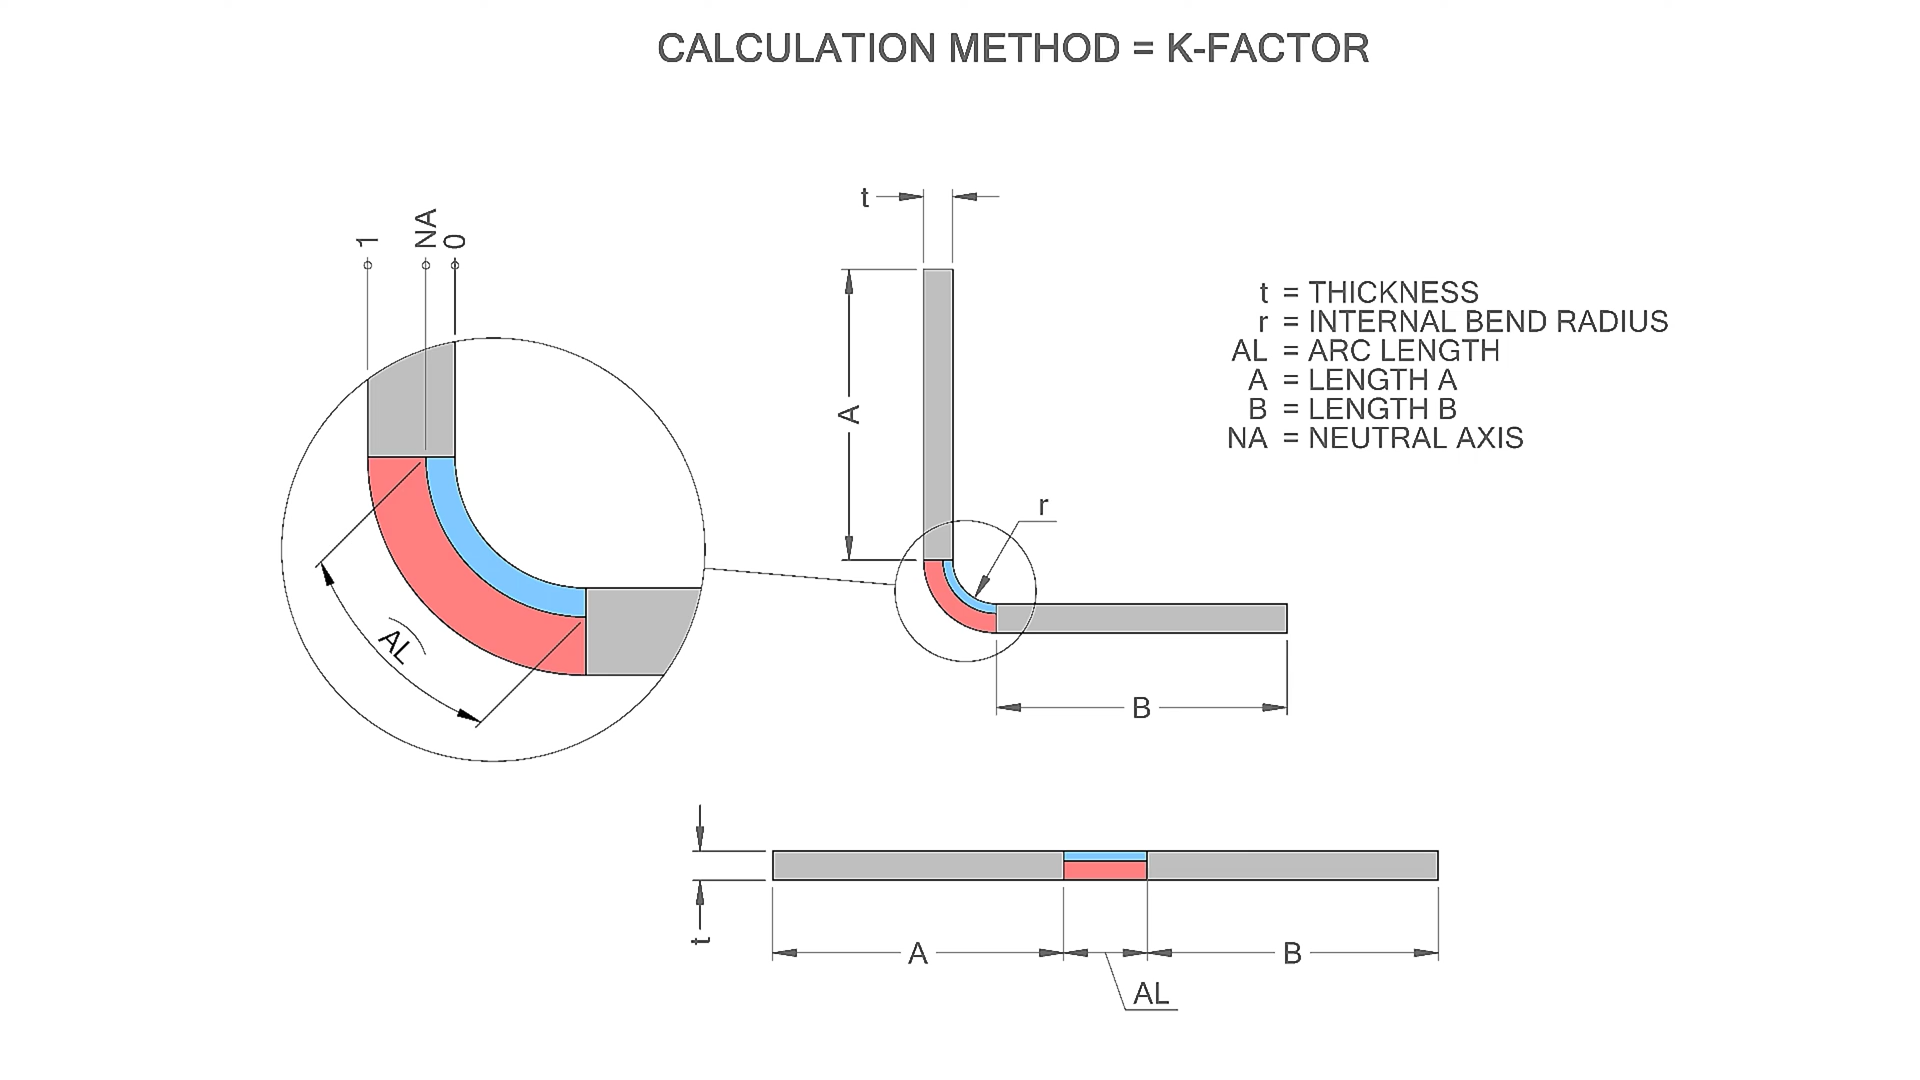 CALCULATION METHOD = K-FACTOR
t
1
NA
0
A
t = THICKNESS
r = INTERNAL BEND RADIUS
AL = ARC LENGTH
A = LENGTH A
B = LENGTH B
NA = NEUTRAL AXIS
r
AL
B
t
A
B
AL